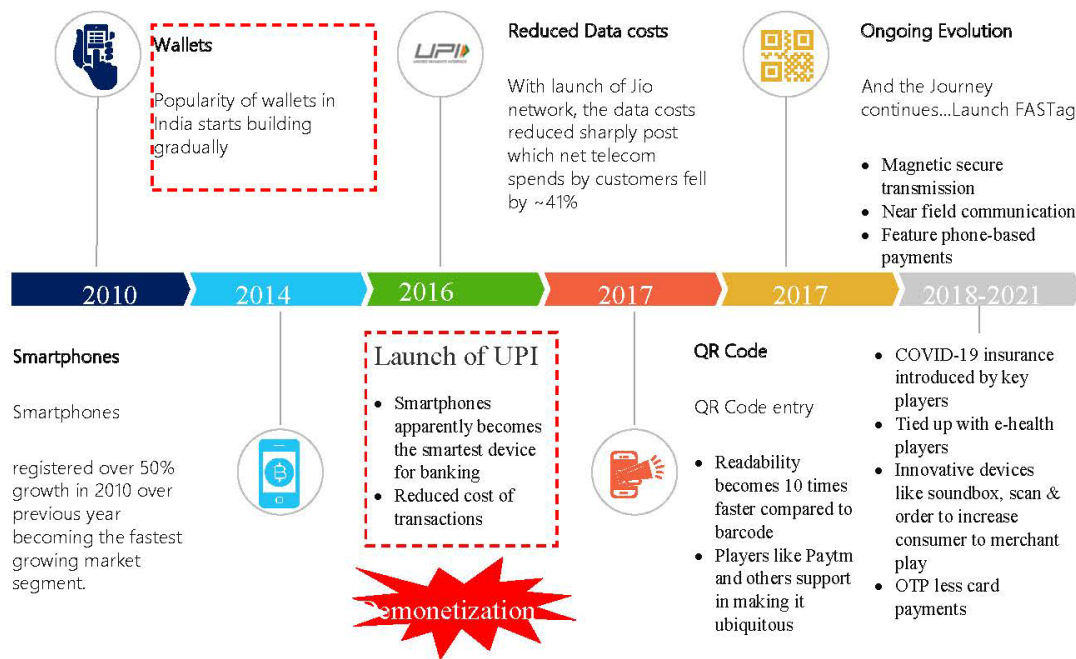 Wallets
Popularity of wallets in
India starts building
gradually
UPI
UNIFIED PAYMENTS INTERFACE
Reduced Data costs
With launch of Jio
network, the data costs
reduced sharply post
which net telecom
spends by customers fell
by ~41%
Ongoing Evolution
And the Journey
continues...Launch FASTag
• Magnetic secure
transmission
• Near field communication
• Feature phone-based
payments
2010
2014
2016
2017
2017
2018-2021
Smartphones
Smartphones
registered over 50%
growth in 2010 over
previous year
becoming the fastest
growing market
segment.
Launch of UPI
• Smartphones
apparently becomes
the smartest device
for banking
• Reduced cost of
transactions
Demonetization
QR Code
QR Code entry
• Readability
becomes 10 times
faster compared to
barcode
• Players like Paytm
and others support
in making it
ubiquitous
• COVID-19 insurance
introduced by key
players
• Tied up with e-health
players
• Innovative devices
like soundbox, scan &
order to increase
consumer to merchant
play
• OTP less card
payments